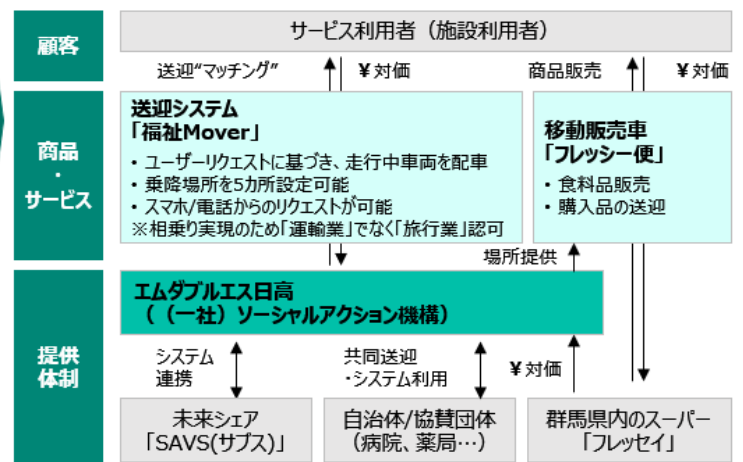 顧客
サービス利用者（施設利用者）
送迎“マッチング”
¥対価
商品販売
¥対価
商品
・
サービス
送迎システム
「福祉Mover」
・ユーザーリクエストに基づき、走行中車両を配車
・乗降場所を5カ所設定可能
・スマホ/電話からのリクエストが可能
※相乗り実現のため「運輸業」でなく「旅行業」認可
移動販売車
「フレッシー便」
・食料品販売
・購入品の送迎
場所提供
提供
体制
エムダブルエス日高
（（一社）ソーシャルアクション機構）
システム
連携
共同送迎
・システム利用
¥対価
未来シェア
「SAVS(サブス)」
自治体/協賛団体
（病院、薬局…）
群馬県内のスーパー
「フレッセイ」